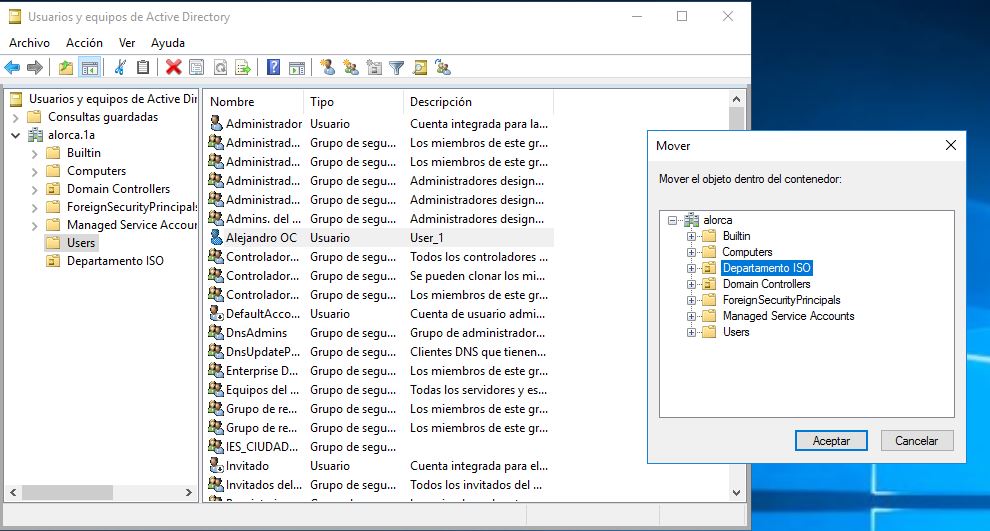 Usuarios y equipos de Active Directory
Archivo Acción Ver Ayuda
Usuarios y equipos de Active Dir
Consultas guardadas
alorca.1a
Builtin
Computers
Domain Controllers
ForeignSecurityPrincipals
Managed Service Accour
Users
Departamento ISO
Nombre Tipo Descripción
Administrador Usuario Cuenta integrada para la...
Administrad... Grupo de segu... Los miembros de este gr...
Administrad... Grupo de segu... Los miembros de este gr...
Administrad... Grupo de segu... Administradores design...
Administrad... Grupo de segu... Administradores design...
Admins. del ... Grupo de segu... Administradores design...
Alejandro OC Usuario User_1
Controlador... Grupo de segu... Todos los controladores ...
Controlador... Grupo de segu... Se pueden clonar los mi...
Controlador... Grupo de segu... Los miembros de este gr...
DefaultAcco... Usuario Cuenta de usuario admi...
DnsAdmins Grupo de segu... Grupo de administrador...
DnsUpdateP... Grupo de segu... Clientes DNS que tienen...
Enterprise D... Grupo de segu... Los miembros de este gr...
Equipos del ... Grupo de segu... Todas los servidores y es...
Grupo de re... Grupo de segu... Los miembros de este gr...
Grupo de re... Grupo de segu... Los miembros de este gr...
IES_CIUDAD... Grupo de segu...
Invitado Usuario Cuenta integrada para el...
Invitados del... Grupo de segu... Todos los invitados del ...
Mover
Mover el objeto dentro del contenedor:
alorca
Builtin
Computers
Departamento ISO
Domain Controllers
ForeignSecurityPrincipals
Managed Service Accounts
Users
Aceptar Cancelar